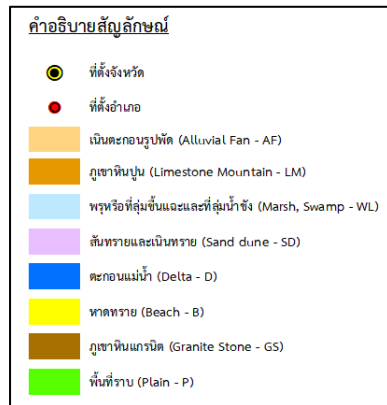 คำอธิบายสัญลักษณ์
ที่ตั้งจังหวัด
ที่ตั้งอำเภอ
เนินตะกอนรูปพัด (Alluvial Fan - AF)
ภูเขาหินปูน (Limestone Mountain - LM)
พรุหรือที่ลุ่มชื้นแฉะและที่ลุ่มน้ำขัง (Marsh, Swamp - WL)
สันทรายและเนินทราย (Sand dune - SD)
ตะกอนแม่น้ำ (Delta - D)
หาดทราย (Beach - B)
ภูเขาหินแกรนิต (Granite Stone - GS)
พื้นที่ราบ (Plain - P)